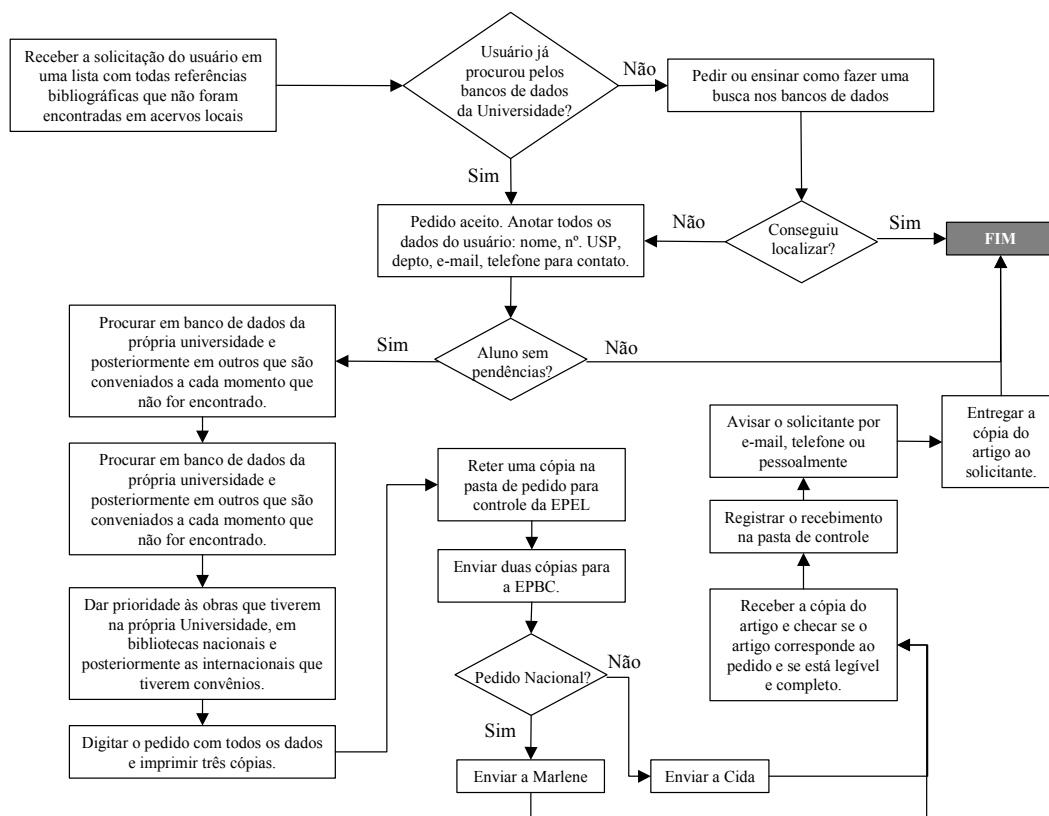 Receber a solicitação do usuário em
uma lista com todas referências
bibliográficas que não foram
encontradas em acervos locais
Usuário já
procurou pelos
bancos de dados
da Universidade?
Não
Pedir ou ensinar como fazer uma
busca nos bancos de dados
Sim
Pedido aceito. Anotar todos os
dados do usuário: nome, nº. USP,
depto, e-mail, telefone para contato.
Não
Conseguiu
localizar?
Sim
FIM
Procurar em banco de dados da
própria universidade e
posteriormente em outros que são
conveniados a cada momento que
não for encontrado.
Sim
Aluno sem
pendências?
Não
Procurar em banco de dados da
própria universidade e
posteriormente em outros que são
conveniados a cada momento que
não for encontrado.
Dar prioridade às obras que tiverem
na própria Universidade, em
bibliotecas nacionais e
posteriormente as internacionais que
tiverem convênios.
Digitar o pedido com todos os dados
e imprimir três cópias.
Reter uma cópia na
pasta de pedido para
controle da EPEL
Enviar duas cópias para
a EPBC.
Pedido Nacional?
Não
Sim
Enviar a Marlene
Enviar a Cida
Receber a cópia do
artigo e checar se o
artigo corresponde ao
pedido e se está legível
e completo.
Registrar o recebimento
na pasta de controle
Avisar o solicitante por
e-mail, telefone ou
pessoalmente
Entregar a
cópia do
artigo ao
solicitante.